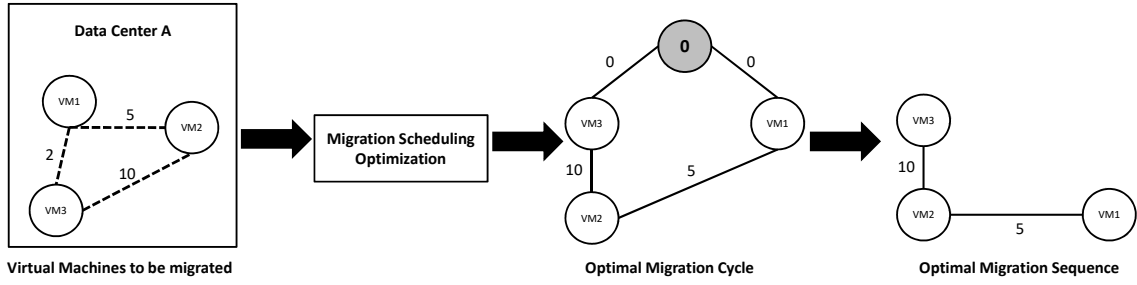 Data Center A
VM1
5
VM2
2
10
VM3
Virtual Machines to be migrated
Migration Scheduling
Optimization
0
0
0
VM3
VM1
10
5
VM2
Optimal Migration Cycle
VM3
10
VM2
VM1
5
Optimal Migration Sequence